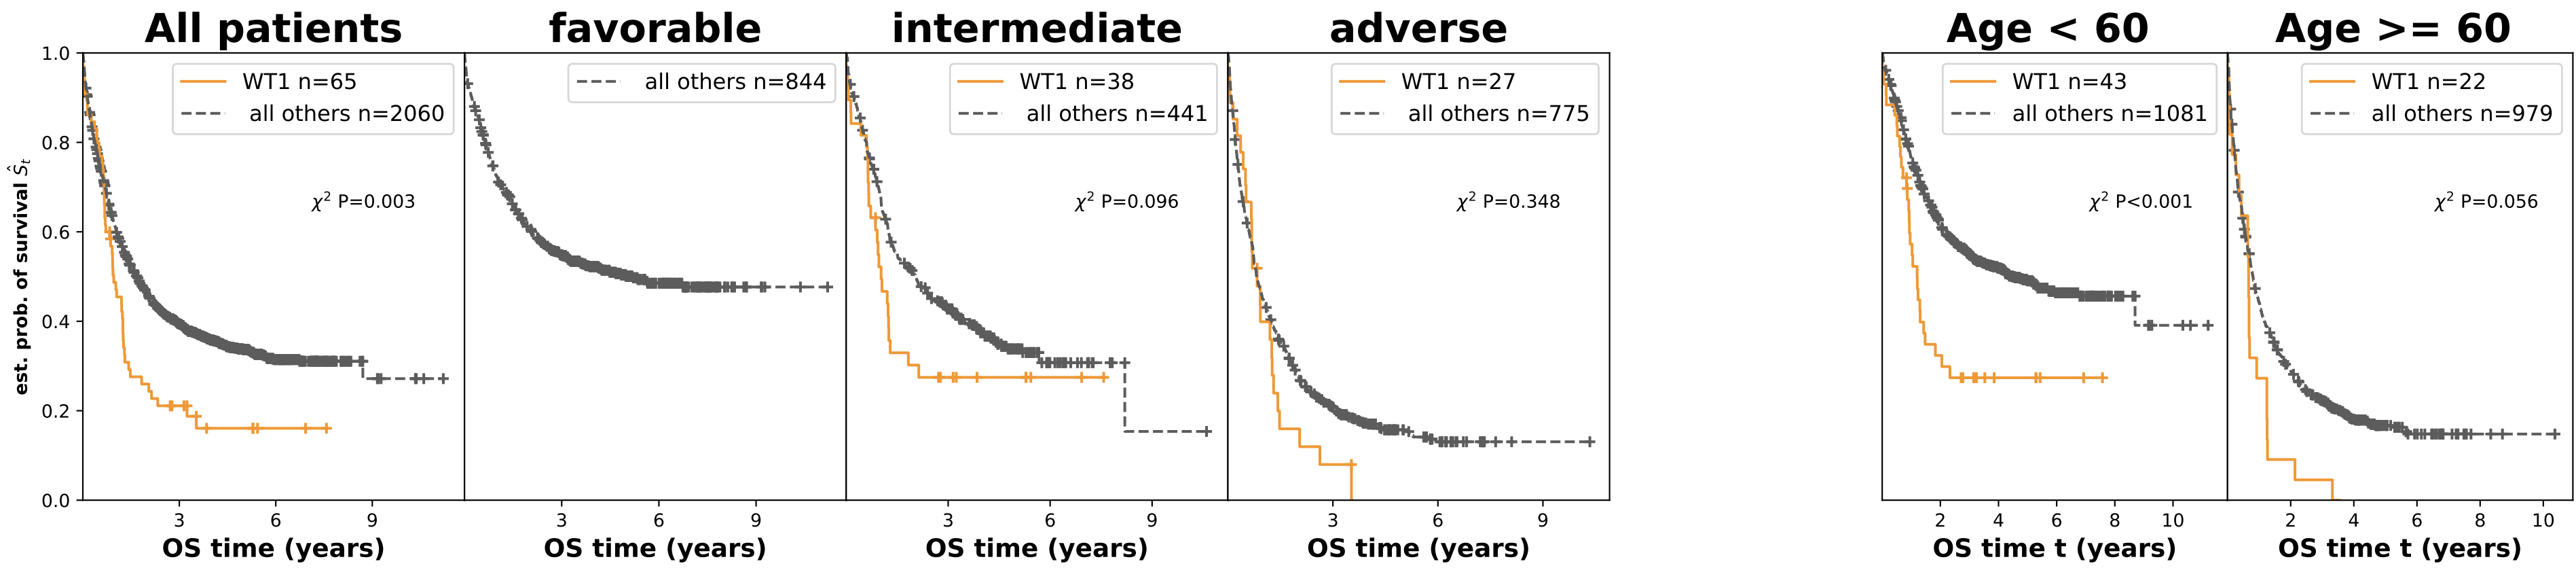 All patients
favorable
intermediate
adverse
Age < 60
Age >= 60
est. prob. of survival Ŝt
1.0
0.8
0.6
0.4
0.2
0.0
WT1 n=65
all others n=2060
χ² P=0.003
3 6 9
OS time (years)
all others n=844
3 6 9
OS time (years)
WT1 n=38
all others n=441
χ² P=0.096
3 6 9
OS time (years)
WT1 n=27
all others n=775
χ² P=0.348
3 6 9
OS time (years)
WT1 n=43
all others n=1081
χ² P<0.001
2 4 6 8 10
OS time t (years)
WT1 n=22
all others n=979
χ² P=0.056
2 4 6 8 10
OS time t (years)